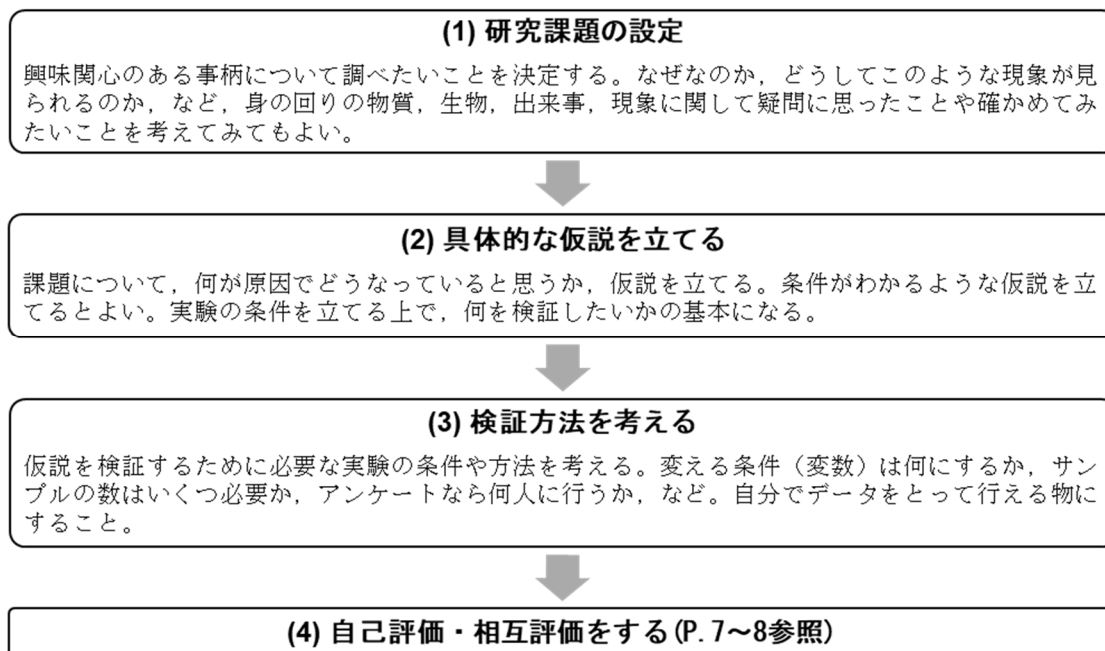 (1) 研究課題の設定
興味関心のある事柄について調べたいことを決定する。なぜなのか，どうしてこのような現象が見
られるのか，など，身の回りの物質，生物，出来事，現象に関して疑問に思ったことや確かめてみ
たいことを考えてみてもよい。
(2) 具体的な仮説を立てる
課題について，何が原因でどうなっていると思うか，仮説を立てる。条件がわかるような仮説を立
てるとよい。実験の条件を立てる上で，何を検証したいかの基本になる。
(3) 検証方法を考える
仮説を検証するために必要な実験の条件や方法を考える。変える条件（変数）は何にするか，サ
ンプルの数はいくつ必要か，アンケートなら何人に行うか，など。自分でデータをとって行える物に
すること。
(4) 自己評価・相互評価をする(P. 7～8参照)